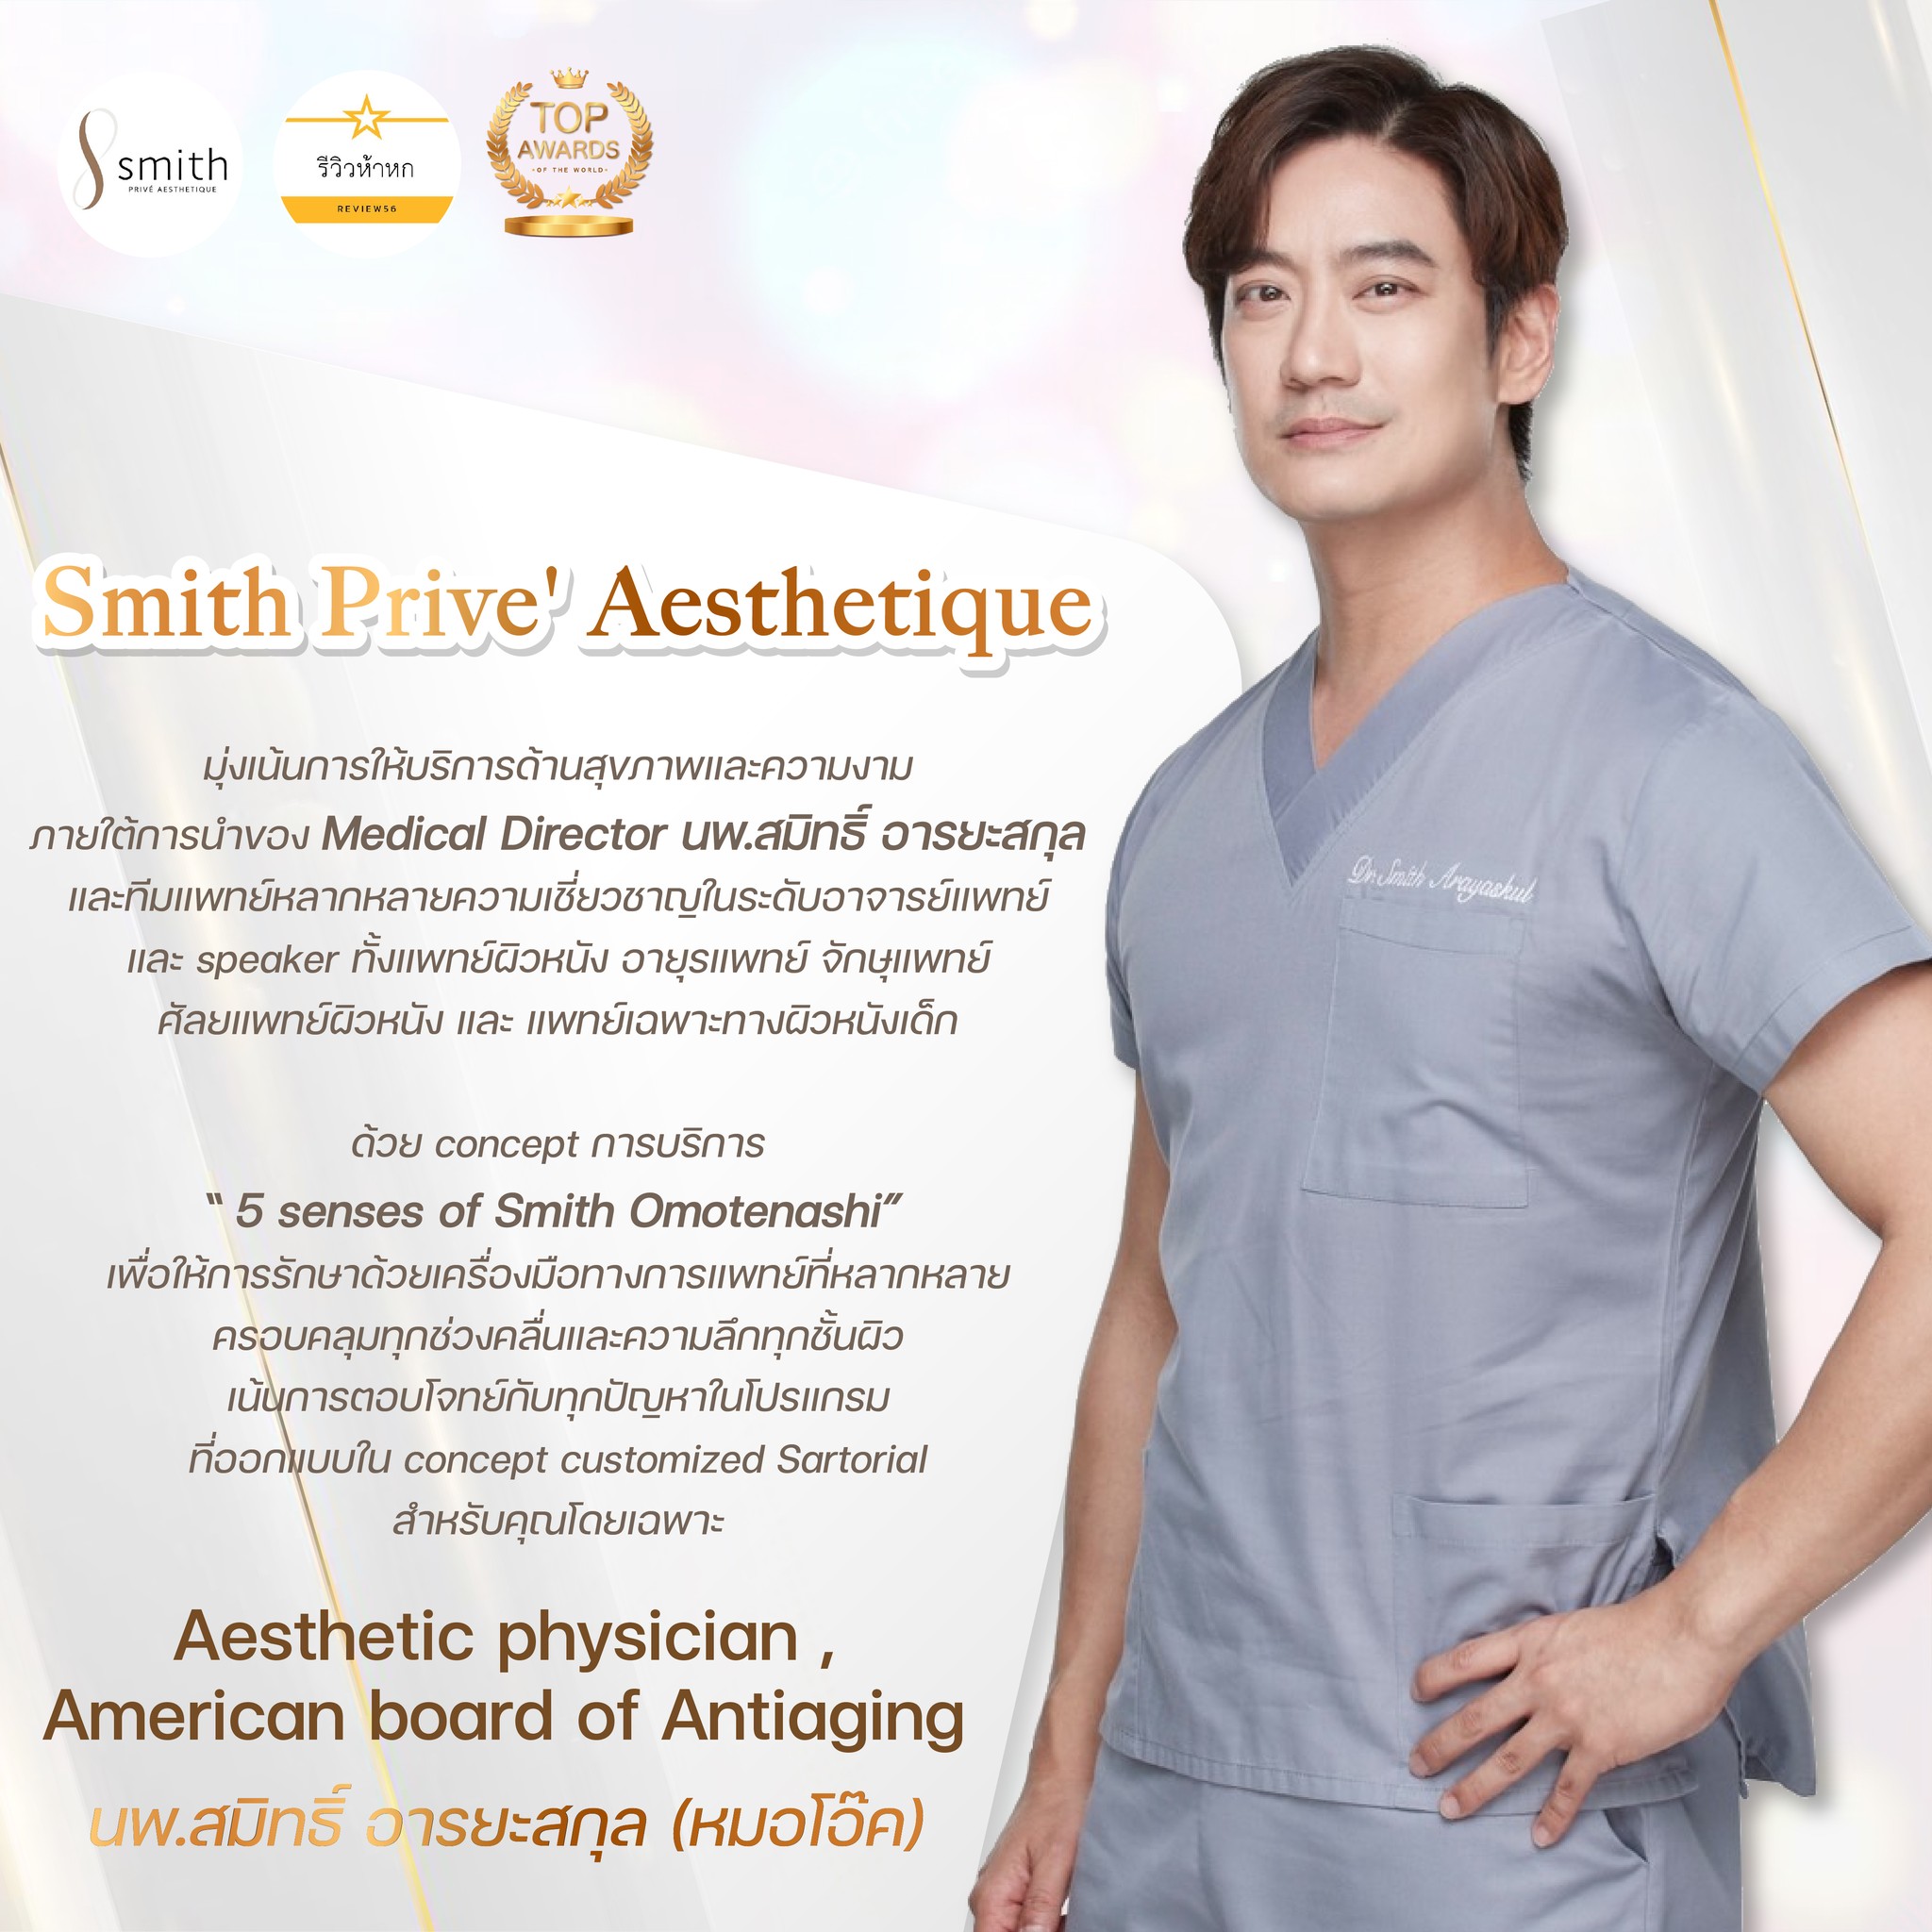 smith
PRIVÉ AESTHETIQUE
รีวิวห้าหก
REVIEW56
TOP
AWARDS
-OF THE WORLD-
Smith Prive' Aesthetique
มุ่งเน้นการให้บริการด้านสุขภาพและความงาม
ภายใต้การนำของ Medical Director นพ.สมิทธิ์ อารยะสกุล
และทีมแพทย์หลากหลายความเชี่ยวชาญในระดับอาจารย์แพทย์
และ speaker ทั้งแพทย์ผิวหนัง อายุรแพทย์ จักษุแพทย์
ศัลยแพทย์ผิวหนัง และ แพทย์เฉพาะทางผิวหนังเด็ก
ด้วย concept การบริการ
“ 5 senses of Smith Omotenashi”
เพื่อให้การรักษาด้วยเครื่องมือทางการแพทย์ที่หลากหลาย
ครอบคลุมทุกช่วงคลื่นและความลึกทุกชั้นผิว
เน้นการตอบโจทย์กับทุกปัญหาในโปรแกรม
ที่ออกแบบใน concept customized Sartorial
สำหรับคุณโดยเฉพาะ
Aesthetic physician ,
American board of Antiaging
นพ.สมิทธิ์ อารยะสกุล (หมอโอ๊ค)
Dr.Smith Arayaskul